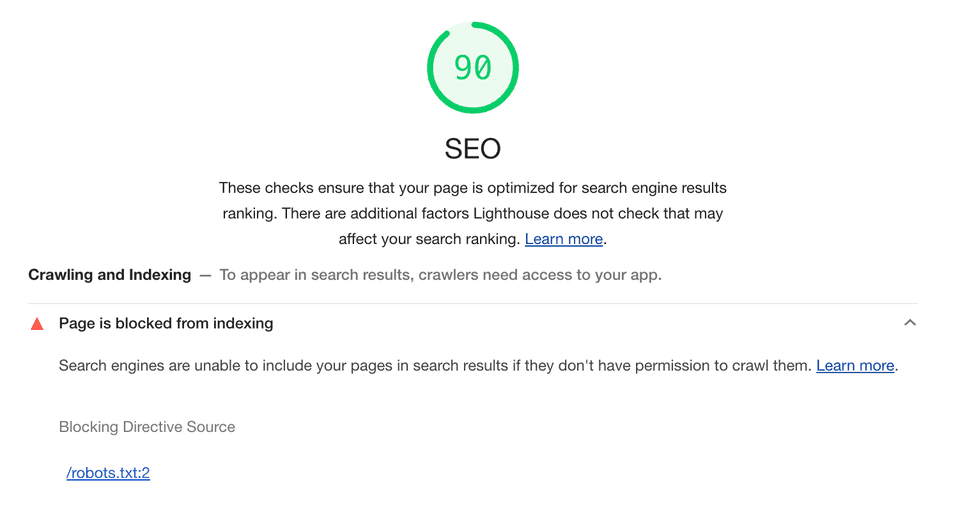 90
SEO
These checks ensure that your page is optimized for search engine results
ranking. There are additional factors Lighthouse does not check that may
affect your search ranking. Learn more.
Crawling and Indexing — To appear in search results, crawlers need access to your app.
Page is blocked from indexing
Search engines are unable to include your pages in search results if they don't have permission to crawl them. Learn more.
Blocking Directive Source
/robots.txt:2